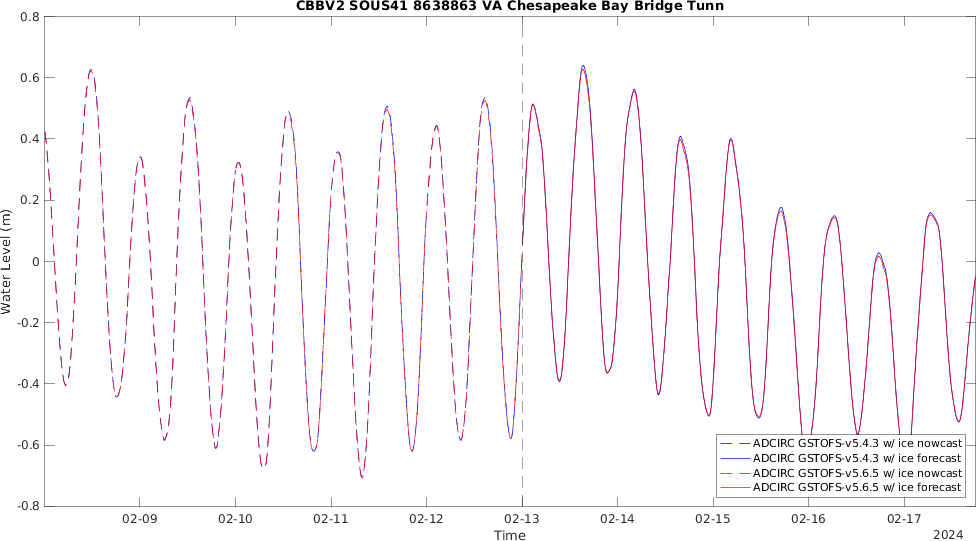 CBBV2 SOUS41 8638863 VA Chesapeake Bay Bridge Tunn
0.8
0.6
0.4
0.2
0
-0.2
-0.4
-0.6
-0.8
Water Level (m)
ADCIRC GSTOFS-v5.4.3 w/ ice nowcast
ADCIRC GSTOFS-v5.4.3 w/ ice forecast
ADCIRC GSTOFS-v5.6.5 w/ ice nowcast
ADCIRC GSTOFS-v5.6.5 w/ ice forecast
02-09 02-10 02-11 02-12 02-13 02-14 02-15 02-16 02-17
Time
2024